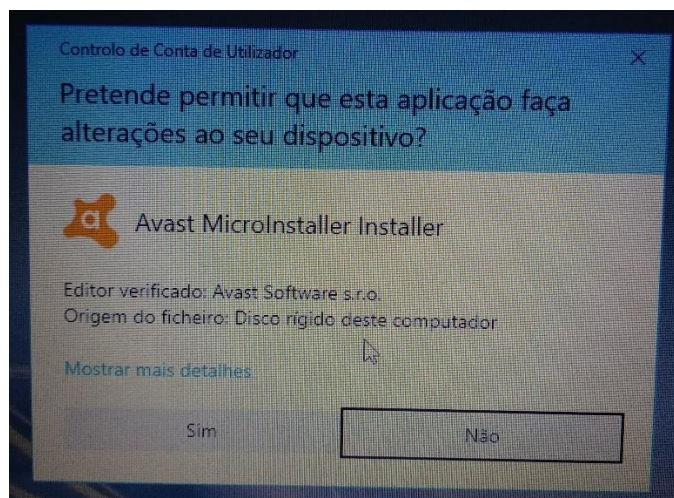 Controlo de Conta de Utilizador
Pretende permitir que esta aplicação faça
alterações ao seu dispositivo?
Avast MicroInstaller Installer
Editor verificado: Avast Software s.r.o.
Origem do ficheiro: Disco rígido deste computador
Mostrar mais detalhes
Sim
Não